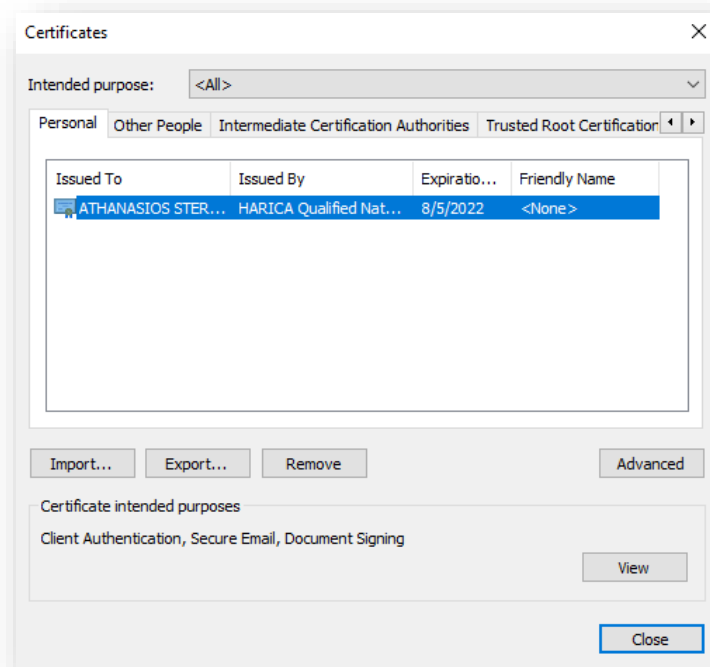 Certificates
Intended purpose: <All>
Personal Other People Intermediate Certification Authorities Trusted Root Certification
Issued To Issued By Expiratio... Friendly Name
ATHANASIOS STER... HARICA Qualified Nat... 8/5/2022 <None>
Import... Export... Remove Advanced
Certificate intended purposes
Client Authentication, Secure Email, Document Signing
View
Close